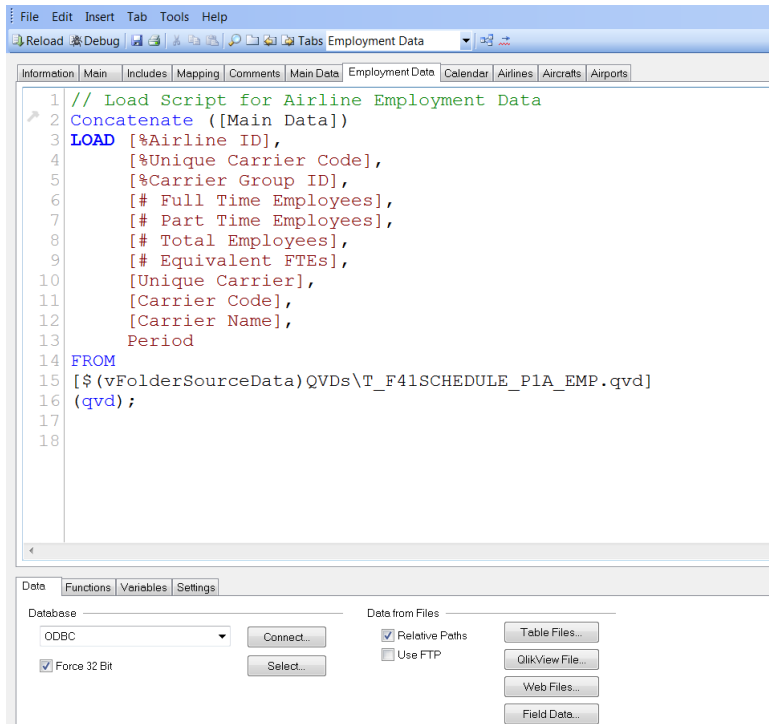 File Edit Insert Tab Tools Help
Reload Debug Tabs Employment Data
Information Main Includes Mapping Comments Main Data Employment Data Calendar Airlines Aircrafts Airports
1 // Load Script for Airline Employment Data
2 Concatenate ([Main Data])
3 LOAD [%Airline ID],
4 [%Unique Carrier Code],
5 [%Carrier Group ID],
6 [# Full Time Employees],
7 [# Part Time Employees],
8 [# Total Employees],
9 [# Equivalent FTEs],
10 [Unique Carrier],
11 [Carrier Code],
12 [Carrier Name],
13 Period
14 FROM
15 [$(vFolderSourceData)QVDs\T_F41SCHEDULE_P1A_EMP.qvd]
16 (qvd);
17
18
Data Functions Variables Settings
Database Data from Files
ODBC Connect... Relative Paths Table Files...
Force 32 Bit Select... Use FTP QlikView File...
Web Files...
Field Data...